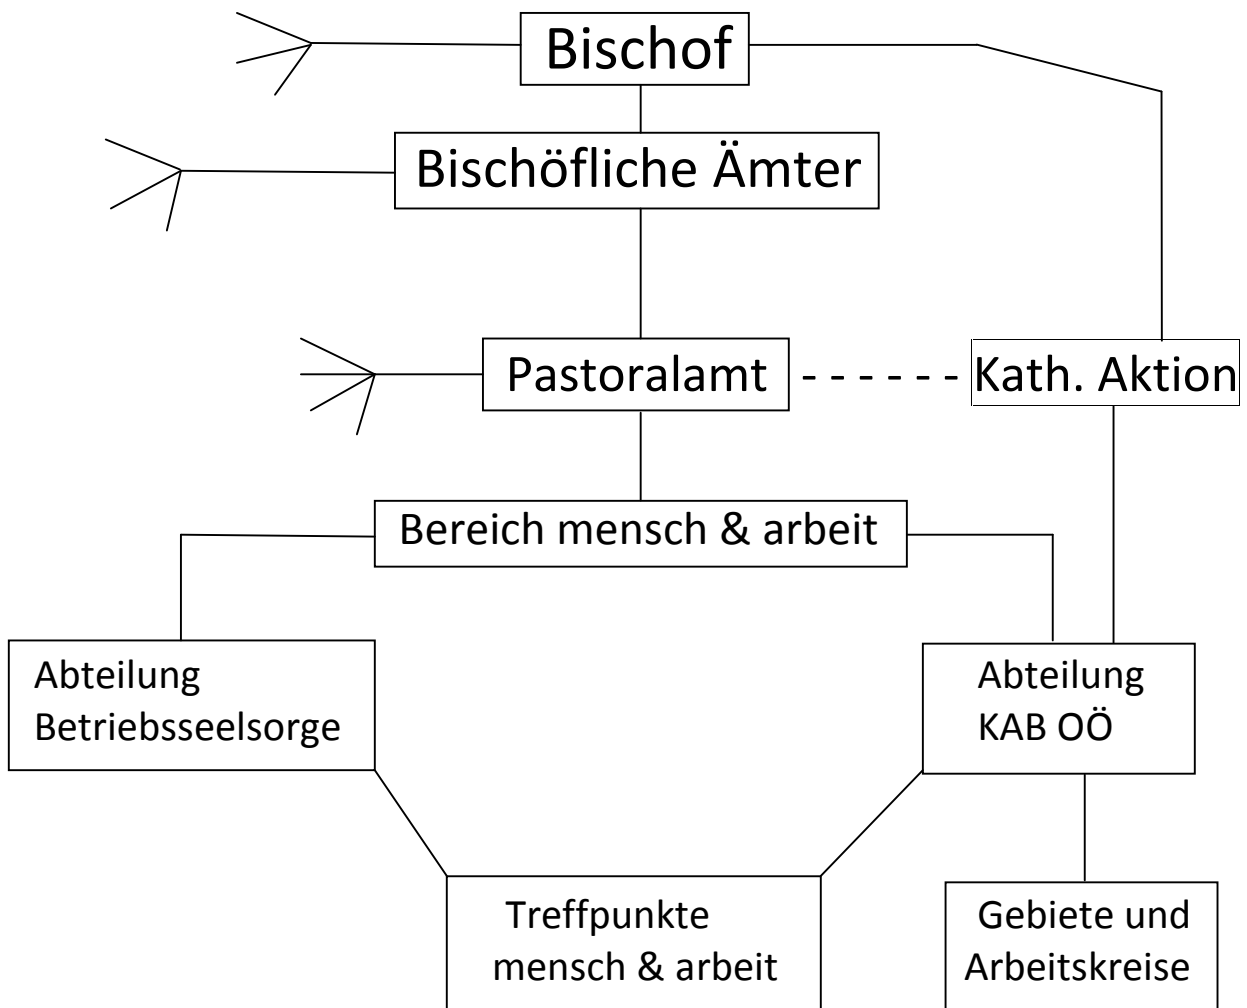 Bischof
Bischöfliche Ämter
Pastoralamt
Kath. Aktion
Bereich mensch & arbeit
Abteilung
Betriebsseelsorge
Abteilung
KAB OÖ
Treffpunkte
mensch & arbeit
Gebiete und
Arbeitskreise